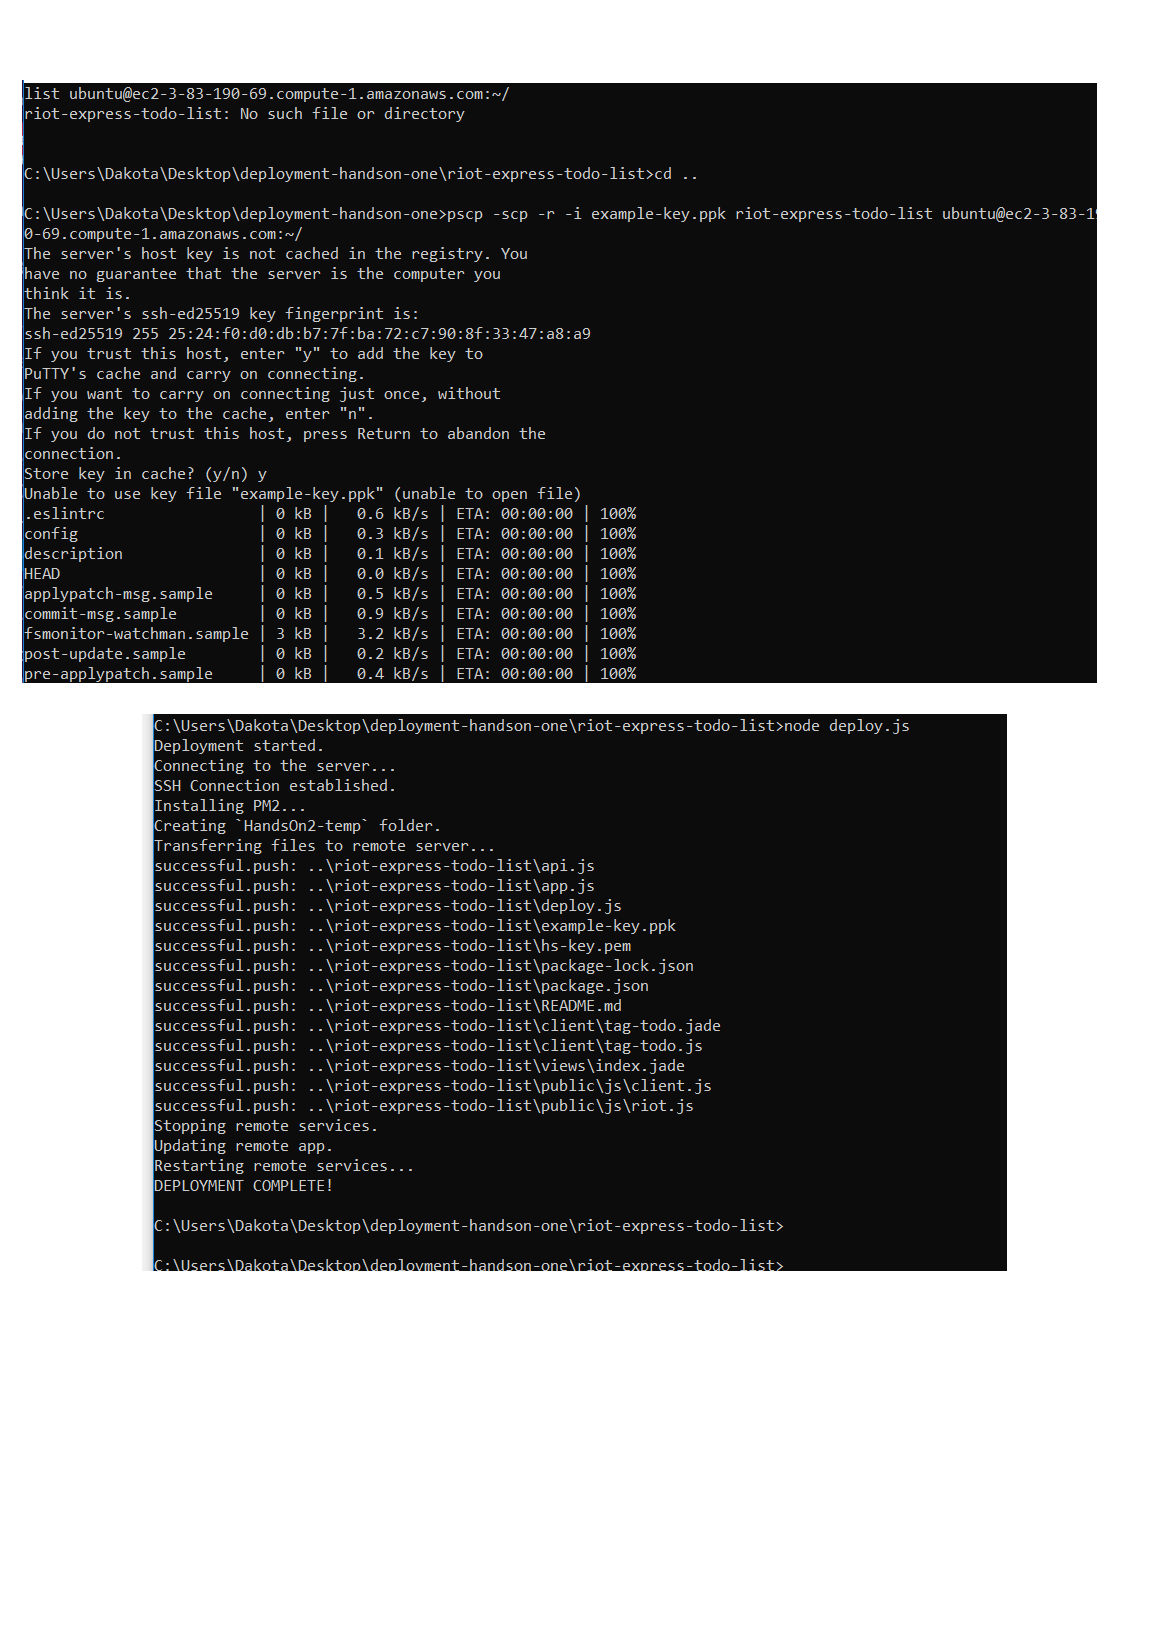 list ubuntu@ec2-3-83-190-69.compute-1.amazonaws.com:~/
riot-express-todo-list: No such file or directory
C:\Users\Dakota\Desktop\deployment-handson-one\riot-express-todo-list>cd ..
C:\Users\Dakota\Desktop\deployment-handson-one>pscp -scp -r -i example-key.ppk riot-express-todo-list ubuntu@ec2-3-83-19
0-69.compute-1.amazonaws.com:~/
The server's host key is not cached in the registry. You
have no guarantee that the server is the computer you
think it is.
The server's ssh-ed25519 key fingerprint is:
ssh-ed25519 255 25:24:f0:d0:db:b7:7f:ba:72:c7:90:8f:33:47:a8:a9
If you trust this host, enter "y" to add the key to
PuTTY's cache and carry on connecting.
If you want to carry on connecting just once, without
adding the key to the cache, enter "n".
If you do not trust this host, press Return to abandon the
connection.
Store key in cache? (y/n) y
Unable to use key file "example-key.ppk" (unable to open file)
.eslintrc | 0 kB | 0.6 kB/s | ETA: 00:00:00 | 100%
config | 0 kB | 0.3 kB/s | ETA: 00:00:00 | 100%
description | 0 kB | 0.1 kB/s | ETA: 00:00:00 | 100%
HEAD | 0 kB | 0.0 kB/s | ETA: 00:00:00 | 100%
applypatch-msg.sample | 0 kB | 0.5 kB/s | ETA: 00:00:00 | 100%
commit-msg.sample | 0 kB | 0.9 kB/s | ETA: 00:00:00 | 100%
fsmonitor-watchman.sample | 3 kB | 3.2 kB/s | ETA: 00:00:00 | 100%
post-update.sample | 0 kB | 0.2 kB/s | ETA: 00:00:00 | 100%
pre-applypatch.sample | 0 kB | 0.4 kB/s | ETA: 00:00:00 | 100%
C:\Users\Dakota\Desktop\deployment-handson-one\riot-express-todo-list>node deploy.js
Deployment started.
Connecting to the server...
SSH Connection established.
Installing PM2...
Creating `HandsOn2-temp` folder.
Transferring files to remote server...
successful.push: ..\riot-express-todo-list\api.js
successful.push: ..\riot-express-todo-list\app.js
successful.push: ..\riot-express-todo-list\deploy.js
successful.push: ..\riot-express-todo-list\example-key.ppk
successful.push: ..\riot-express-todo-list\hs-key.pem
successful.push: ..\riot-express-todo-list\package-lock.json
successful.push: ..\riot-express-todo-list\package.json
successful.push: ..\riot-express-todo-list\README.md
successful.push: ..\riot-express-todo-list\client\tag-todo.jade
successful.push: ..\riot-express-todo-list\client\tag-todo.js
successful.push: ..\riot-express-todo-list\views\index.jade
successful.push: ..\riot-express-todo-list\public\js\client.js
successful.push: ..\riot-express-todo-list\public\js\riot.js
Stopping remote services.
Updating remote app.
Restarting remote services...
DEPLOYMENT COMPLETE!
C:\Users\Dakota\Desktop\deployment-handson-one\riot-express-todo-list>
C:\Users\Dakota\Desktop\deployment-handson-one\riot-express-todo-list>